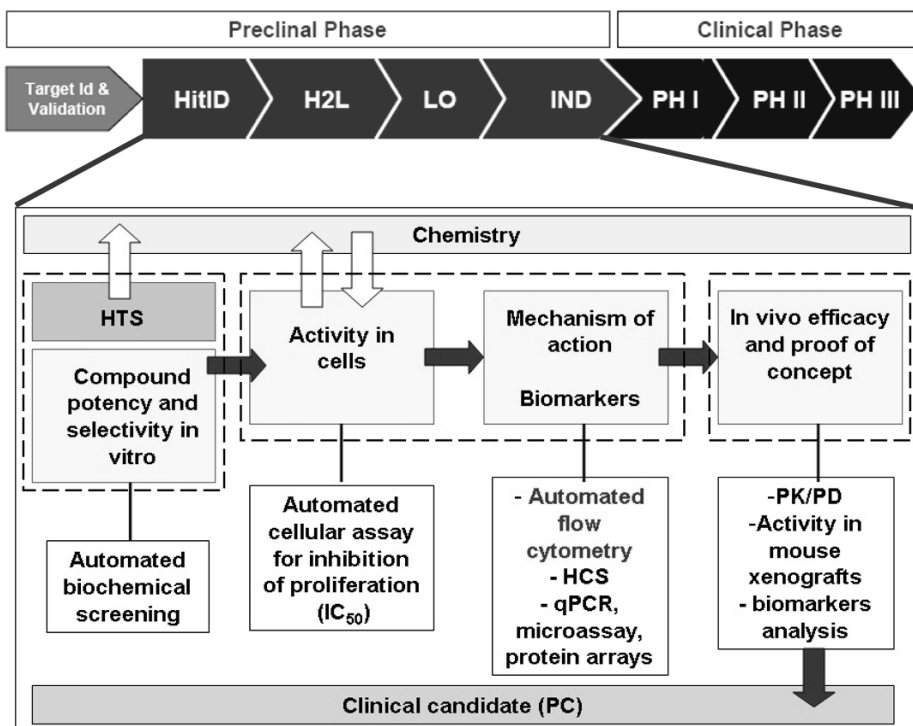 Preclinal Phase
Clinical Phase
Target Id &
Validation
HitID
H2L
LO
IND
PH I
PH II
PH III
Chemistry
HTS
Compound
potency and
selectivity in
vitro
Activity in
cells
Mechanism of
action
Biomarkers
In vivo efficacy
and proof of
concept
Automated
biochemical
screening
Automated
cellular assay
for inhibition
of proliferation
(IC50)
- Automated
flow
cytometry
- HCS
- qPCR,
microassay,
protein arrays
-PK/PD
-Activity in
mouse
xenografts
- biomarkers
analysis
Clinical candidate (PC)